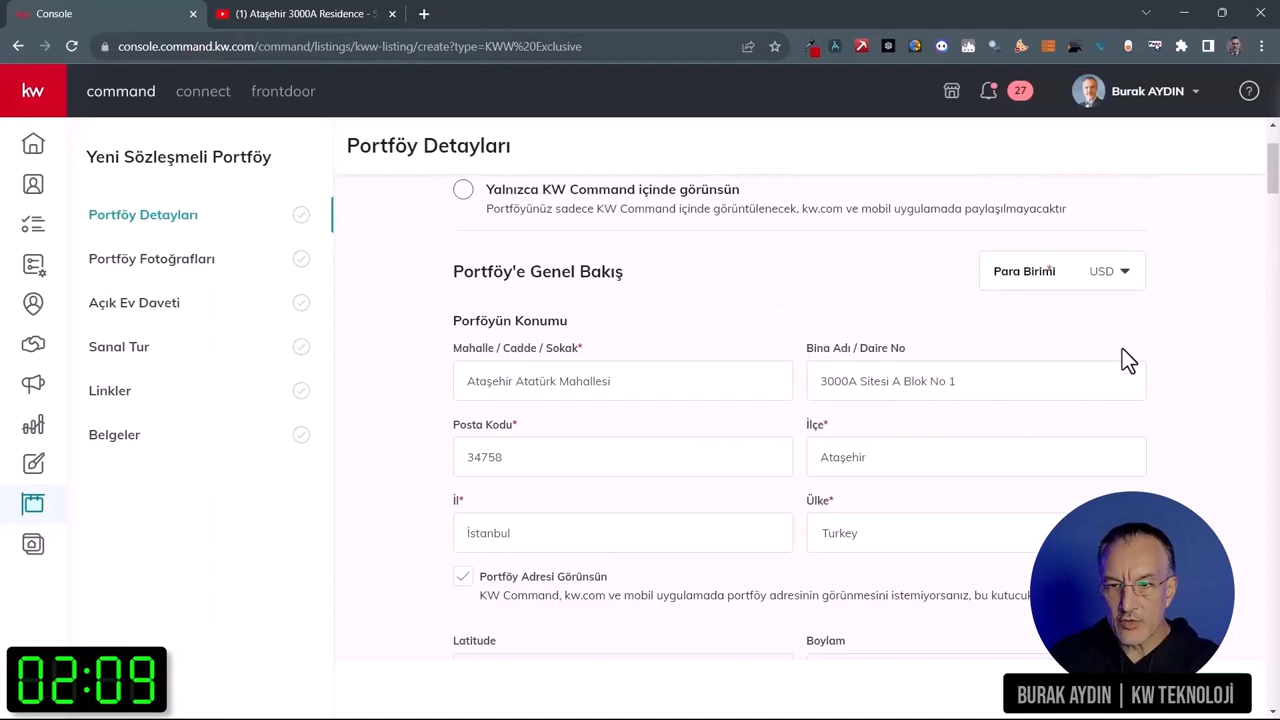 Console
(1) Ataşehir 3000A Residence - S
console.command.kw.com/command/listings/kww-listing/create?type=KWW%20Exclusive
kw
command
connect
frontdoor
27
Burak AYDIN
Yeni Sözleşmeli Portföy
Portföy Detayları
Portföy Fotoğrafları
Açık Ev Daveti
Sanal Tur
Linkler
Belgeler
Portföy Detayları
Yalnızca KW Command içinde görünsün
Portföyünüz sadece KW Command içinde görüntülenecek, kw.com ve mobil uygulamada paylaşılmayacaktır
Portföy'e Genel Bakış
Para Birimi* USD
Porföyün Konumu
Mahalle / Cadde / Sokak*
Bina Adı / Daire No
Ataşehir Atatürk Mahallesi
3000A Sitesi A Blok No 1
Posta Kodu*
İlçe*
34758
Ataşehir
İl*
Ülke*
İstanbul
Turkey
Portföy Adresi Görünsün
KW Command, kw.com ve mobil uygulamada portföy adresinin görünmesini istemiyorsanız, bu kutucuk
Latitude
Boylam
02:09
BURAK AYDIN | KW TEKNOLOJİ